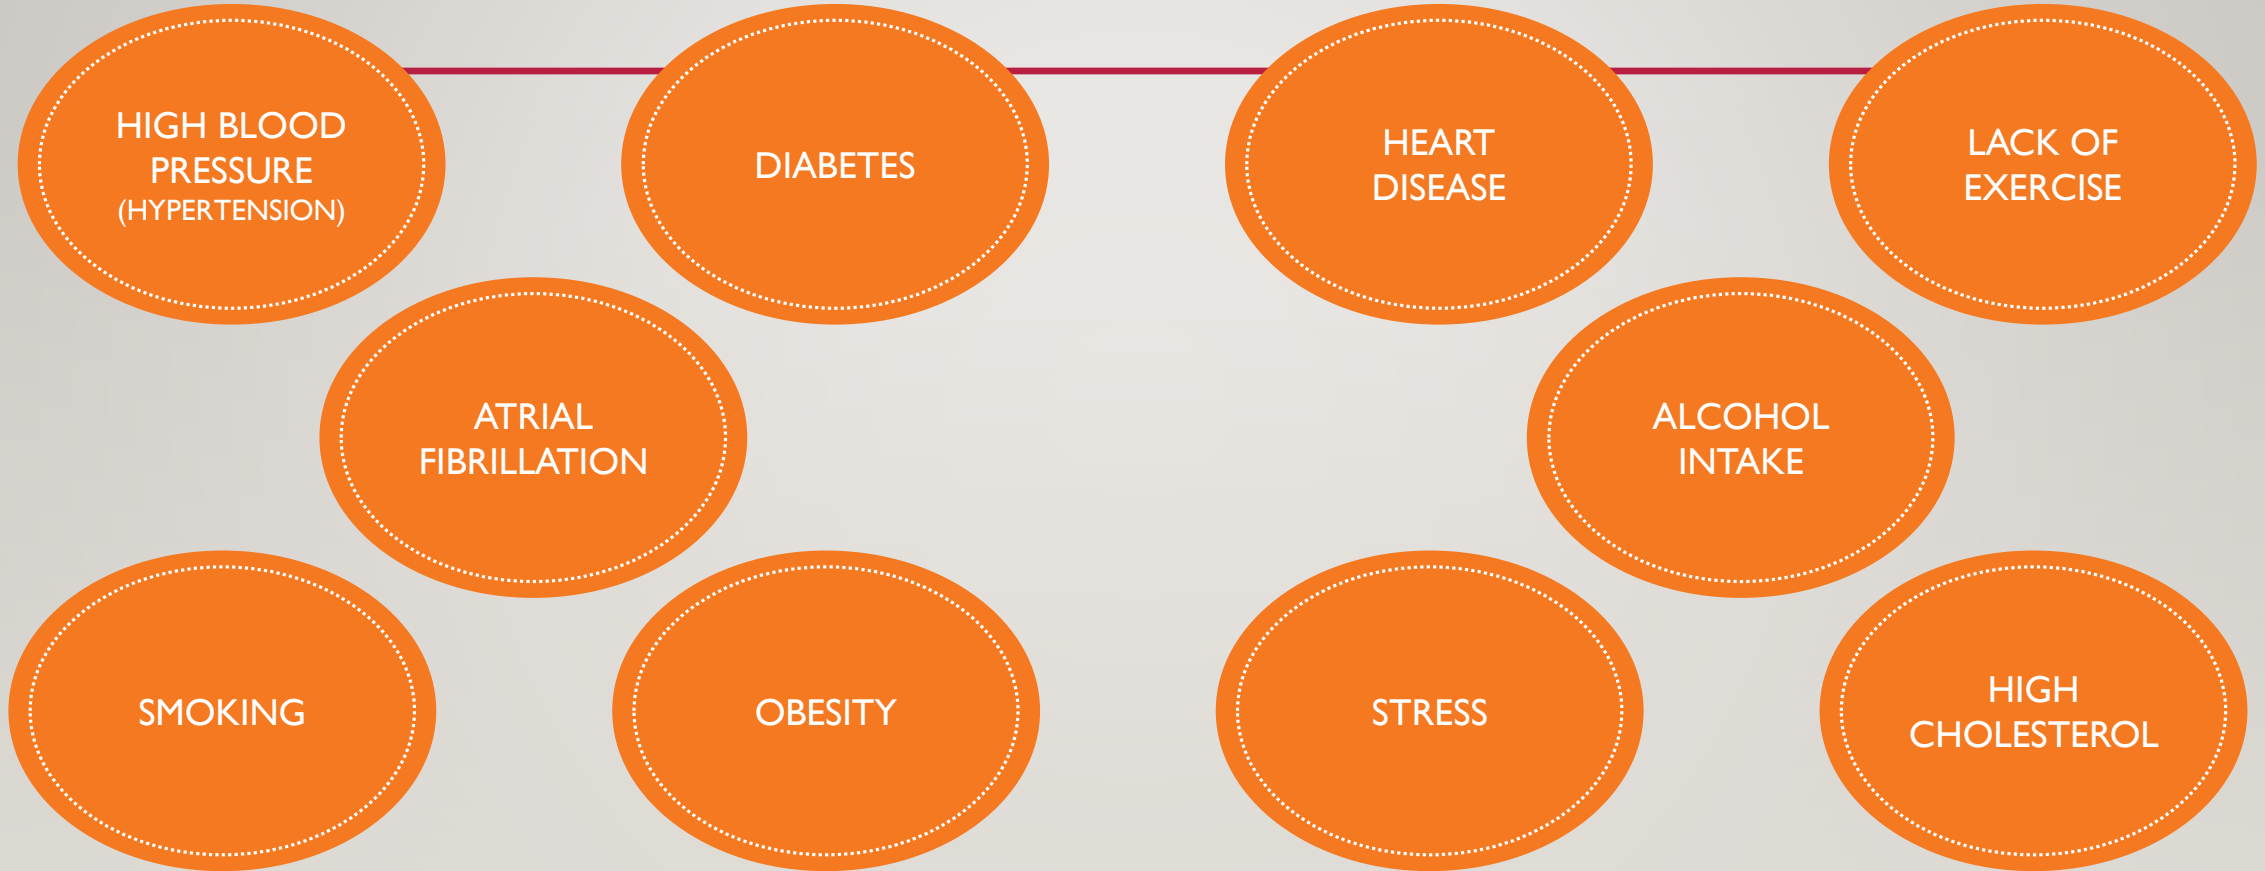 HIGH BLOOD
PRESSURE
(HYPERTENSION)
DIABETES
HEART
DISEASE
LACK OF
EXERCISE
ATRIAL
FIBRILLATION
ALCOHOL
INTAKE
SMOKING
OBESITY
STRESS
HIGH
CHOLESTEROL